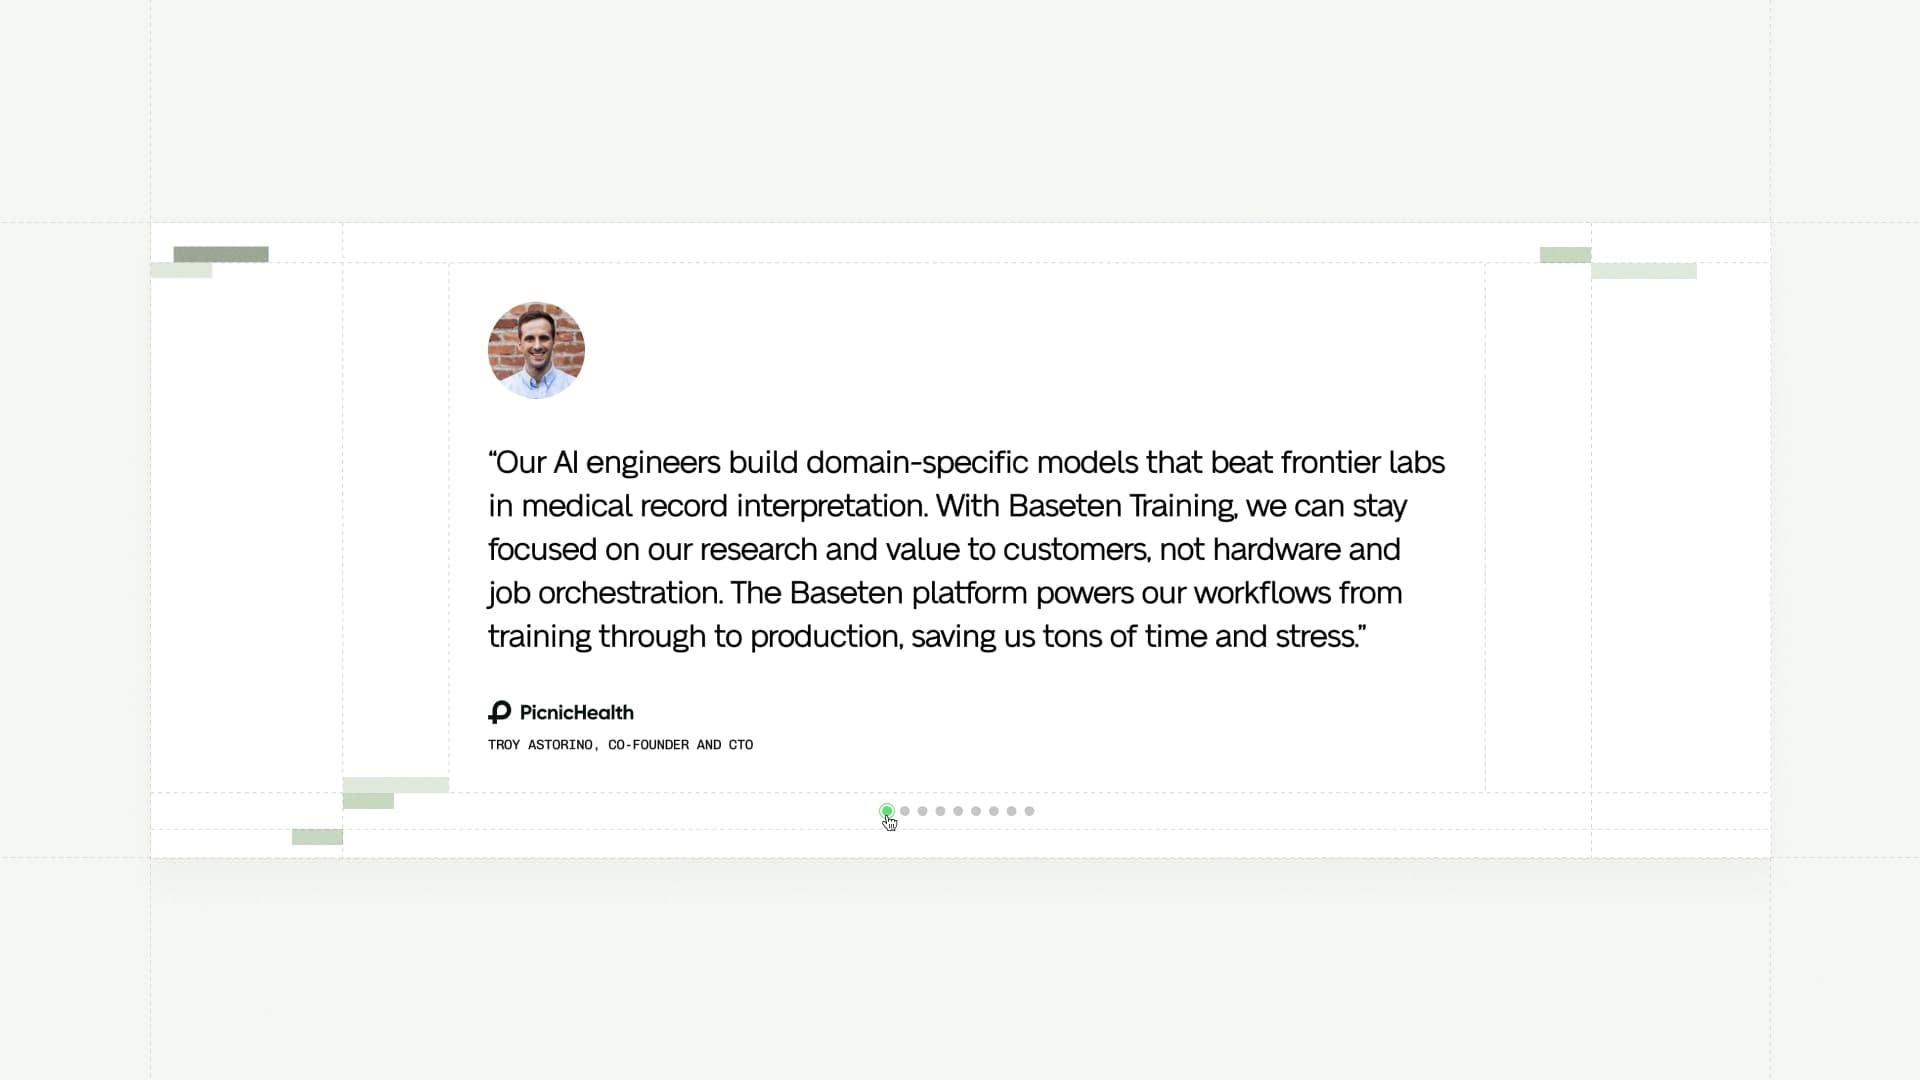 “Our AI engineers build domain-specific models that beat frontier labs
in medical record interpretation. With Baseten Training, we can stay
focused on our research and value to customers, not hardware and
job orchestration. The Baseten platform powers our workflows from
training through to production, saving us tons of time and stress.”
PicnicHealth
TROY ASTORINO, CO-FOUNDER AND CTO